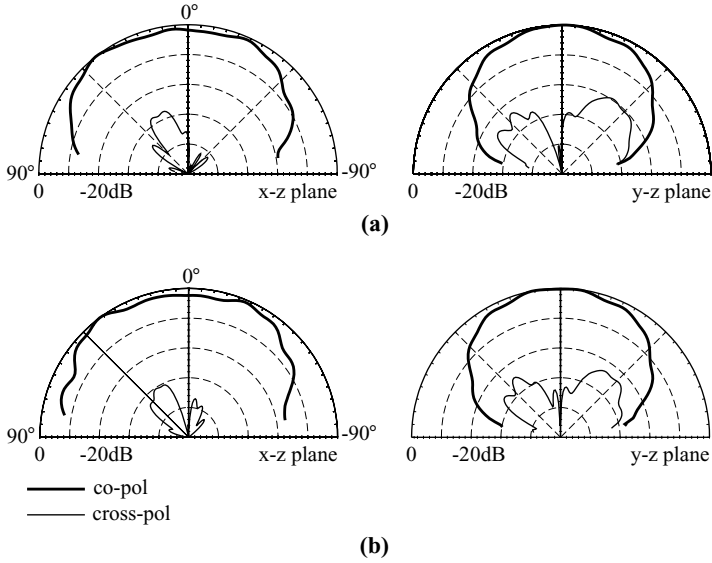 0°
90°
-90°
0
-20dB
x-z plane
0
-20dB
y-z plane
(a)
0°
90°
-90°
0
-20dB
x-z plane
0
-20dB
y-z plane
co-pol
cross-pol
(b)